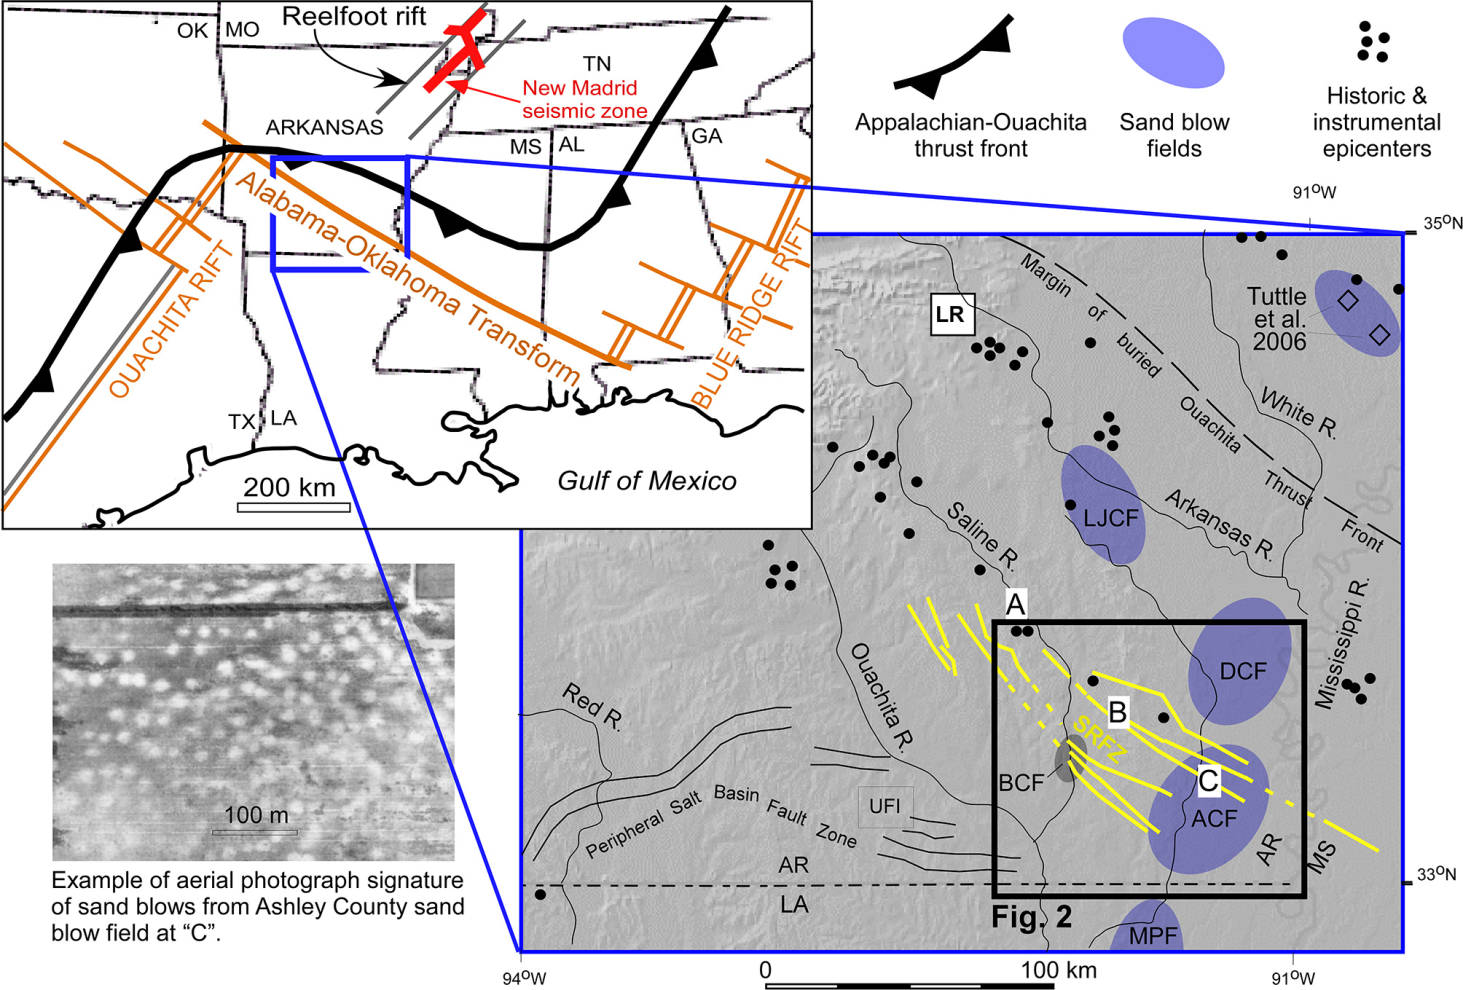 Reelfoot rift
OK
MO
TN
New Madrid
seismic zone
ARKANSAS
MS
AL
GA
Alabama-Oklahoma Transform
OUACHITA RIFT
BLUE RIDGE RIFT
TX
LA
200 km
Gulf of Mexico
Appalachian-Ouachita
thrust front
Sand blow
fields
Historic &
instrumental
epicenters
91°W
35°N
LR
Margin of buried Ouachita Thrust Front
Tuttle
et al.
2006
White R.
LJCF
Arkansas R.
Saline R.
A
Mississippi R.
DCF
Ouachita R.
B
SRFZ
Red R.
BCF
C
ACF
UFI
Peripheral Salt Basin Fault Zone
AR
MS
AR
LA
33°N
Fig. 2
MPF
94°W
0
100 km
91°W
100 m
Example of aerial photograph signature
of sand blows from Ashley County sand
blow field at “C”.